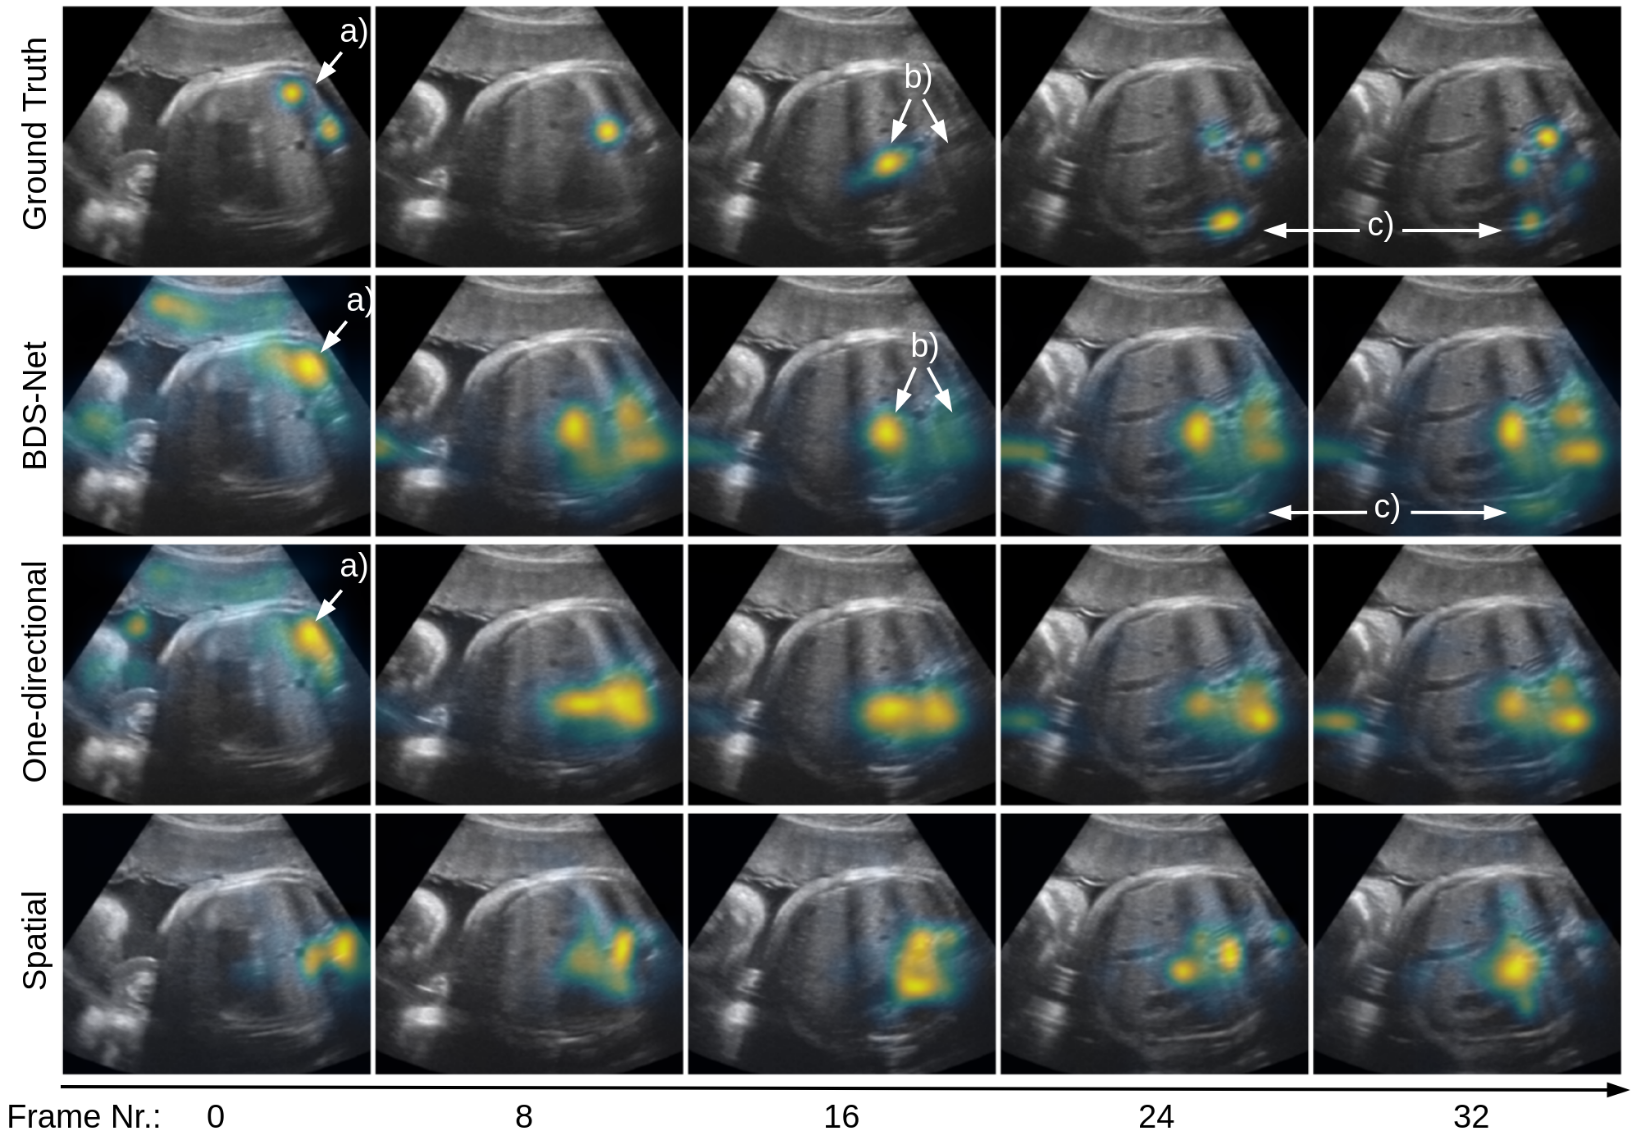 Ground Truth
a)
b)
c)
BDS-Net
a)
b)
c)
One-directional
a)
Spatial
Frame Nr.: 0 8 16 24 32